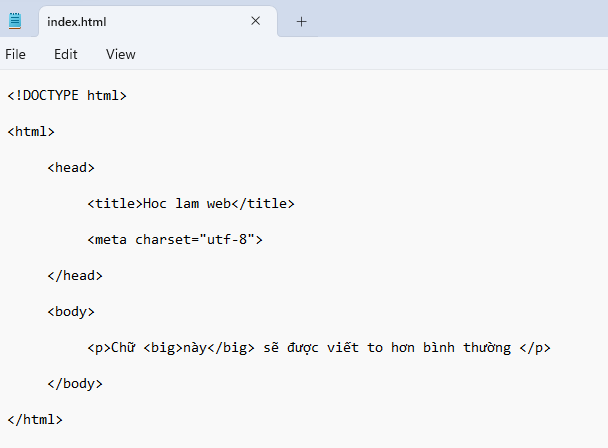 index.html
File Edit View
<!DOCTYPE html>
<html>
<head>
<title>Hoc lam web</title>
<meta charset="utf-8">
</head>
<body>
<p>Chữ <big>này</big> sẽ được viết to hơn bình thường </p>
</body>
</html>